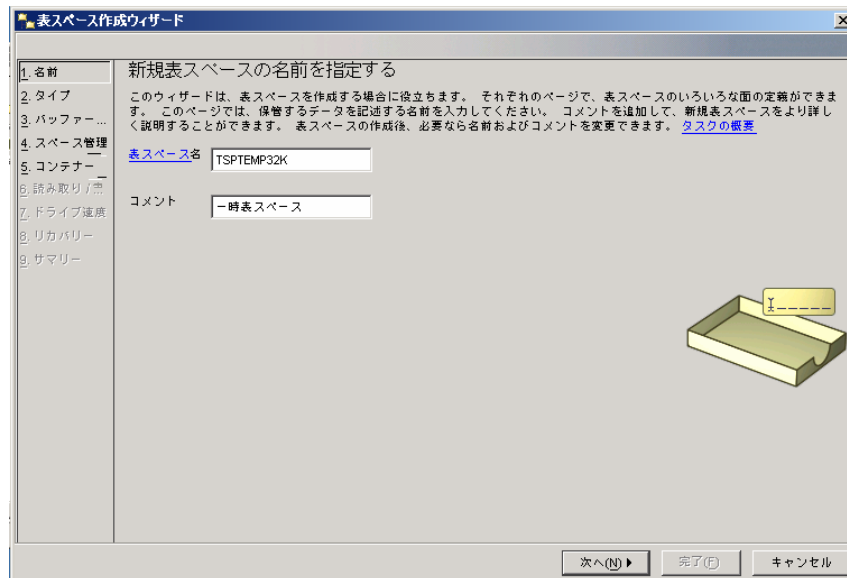 表スペース作成ウィザード
1. 名前
2. タイプ
3. バッファー...
4. スペース管理
5. コンテナー
6. 読み取り / 書
7. ドライブ速度
8. リカバリー
9. サマリー
新規表スペースの名前を指定する
このウィザードは、表スペースを作成する場合に役立ちます。 それぞれのページで、表スペースのいろいろな面の定義ができま
す。 このページでは、保管するデータを記述する名前を入力してください。 コメントを追加して、新規表スペースをより詳し
く説明することができます。 表スペースの作成後、必要なら名前およびコメントを変更できます。 タスクの概要
表スペース名 TSPTEMP32K
コメント 一時表スペース
次へ(N) 完了(F) キャンセル